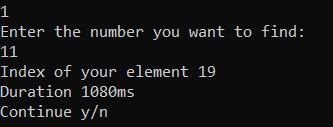 1
Enter the number you want to find:
11
Index of your element 19
Duration 1080ms
Continue y/n